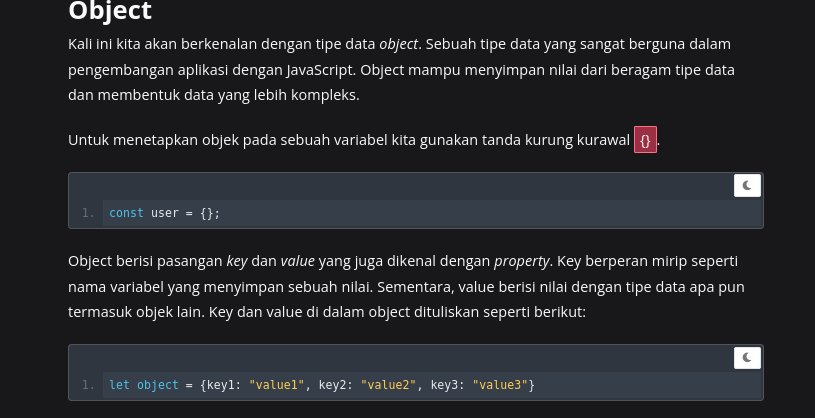 Object
Kali ini kita akan berkenalan dengan tipe data object. Sebuah tipe data yang sangat berguna dalam
pengembangan aplikasi dengan JavaScript. Object mampu menyimpan nilai dari beragam tipe data
dan membentuk data yang lebih kompleks.
Untuk menetapkan objek pada sebuah variabel kita gunakan tanda kurung kurawal {}.
1. const user = {};
Object berisi pasangan key dan value yang juga dikenal dengan property. Key berperan mirip seperti
nama variabel yang menyimpan sebuah nilai. Sementara, value berisi nilai dengan tipe data apa pun
termasuk objek lain. Key dan value di dalam object dituliskan seperti berikut:
1. let object = {key1: "value1", key2: "value2", key3: "value3"}